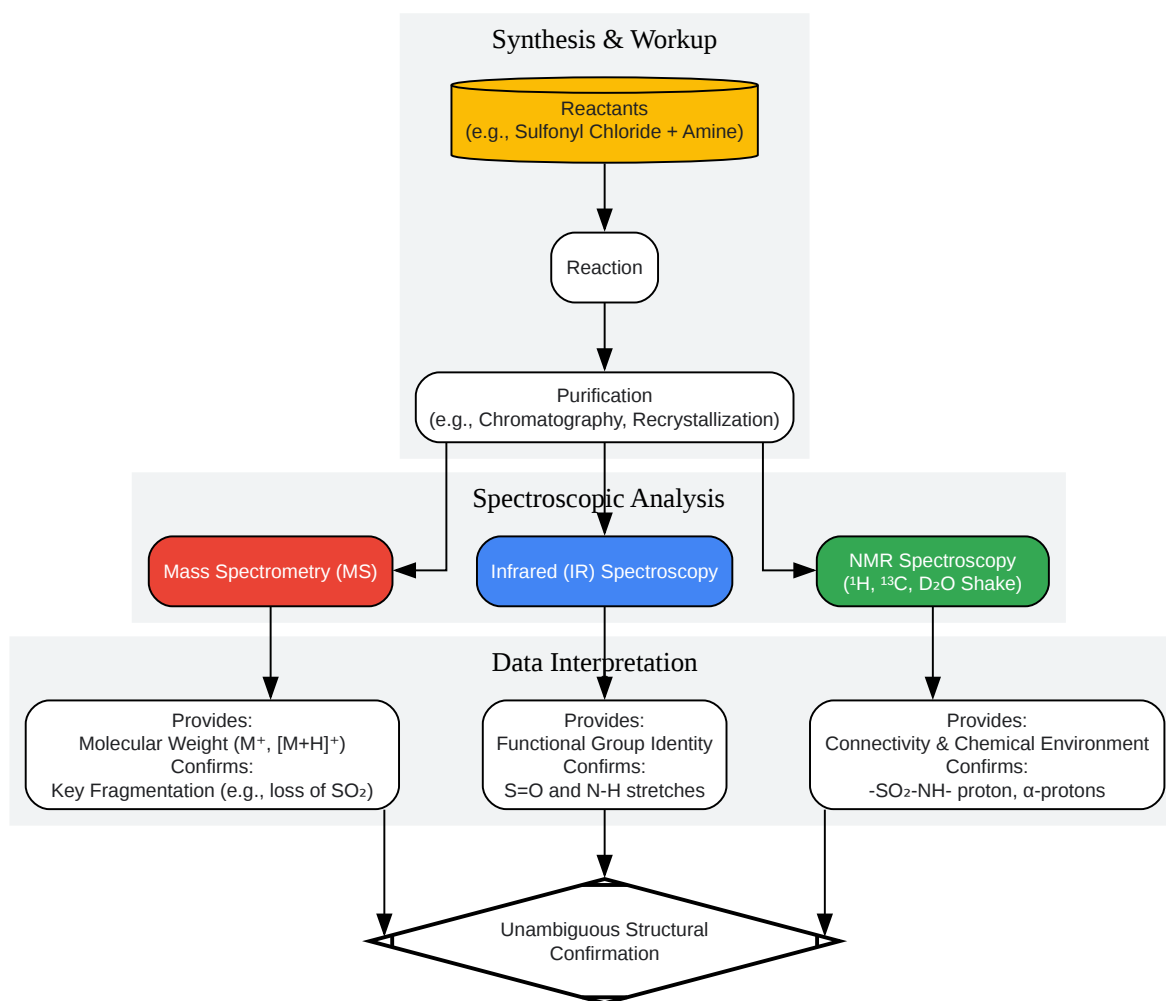 Synthesis & Workup
Reactants
(e.g., Sulfonyl Chloride + Amine)
Reaction
Purification
(e.g., Chromatography, Recrystallization)
Spectroscopic Analysis
Mass Spectrometry (MS)
Infrared (IR) Spectroscopy
NMR Spectroscopy
(¹H, ¹³C, D₂O Shake)
Data Interpretation
Provides:
Molecular Weight (M⁺, [M+H]⁺)
Confirms:
Key Fragmentation (e.g., loss of SO₂)
Provides:
Functional Group Identity
Confirms:
S=O and N-H stretches
Provides:
Connectivity & Chemical Environment
Confirms:
-SO₂-NH- proton, α-protons
Unambiguous Structural
Confirmation